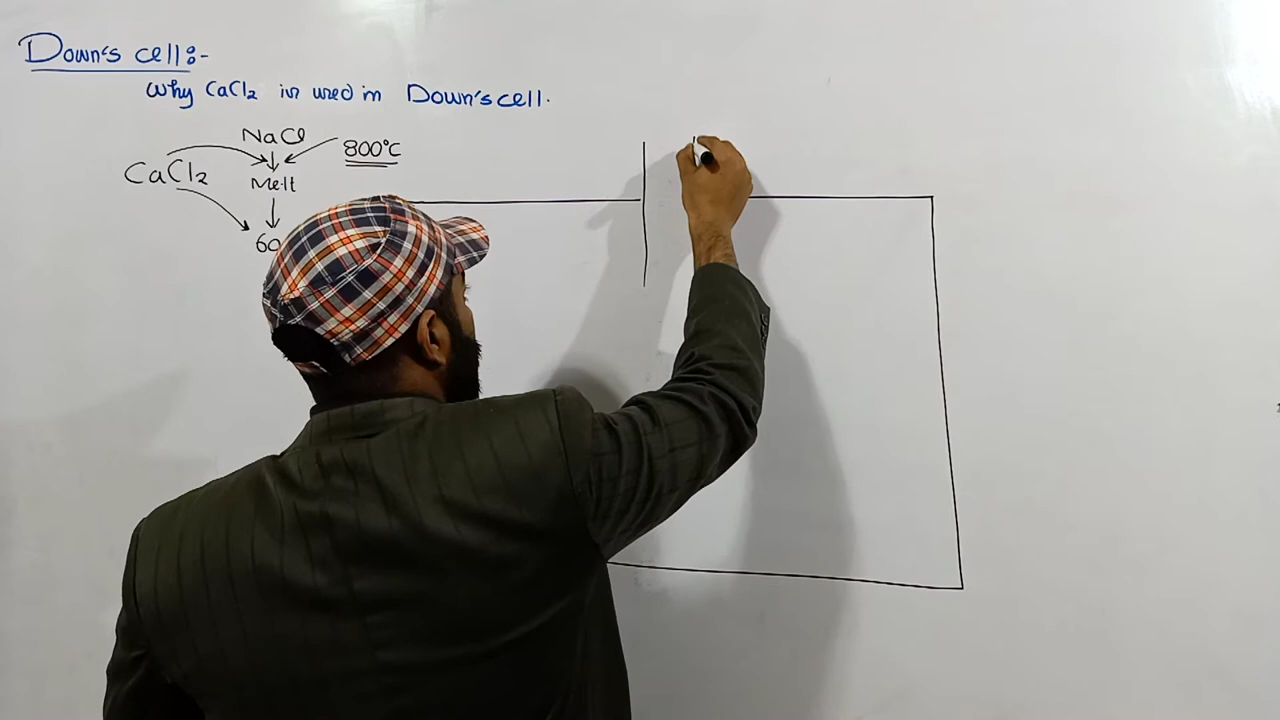 Down's cell:-
Why CaCl2 is used in Down's cell.
NaCl
800°C
CaCl2
Melt
60